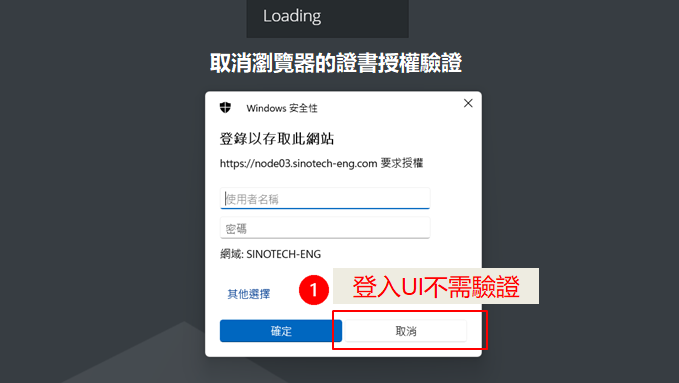 Loading
取消瀏覽器的證書授權驗證
Windows 安全性
登錄以存取此網站
https://node03.sinotech-eng.com 要求授權
使用者名稱
密碼
網域: SINOTECH-ENG
其他選擇
1 登入UI不需驗證
確定 取消